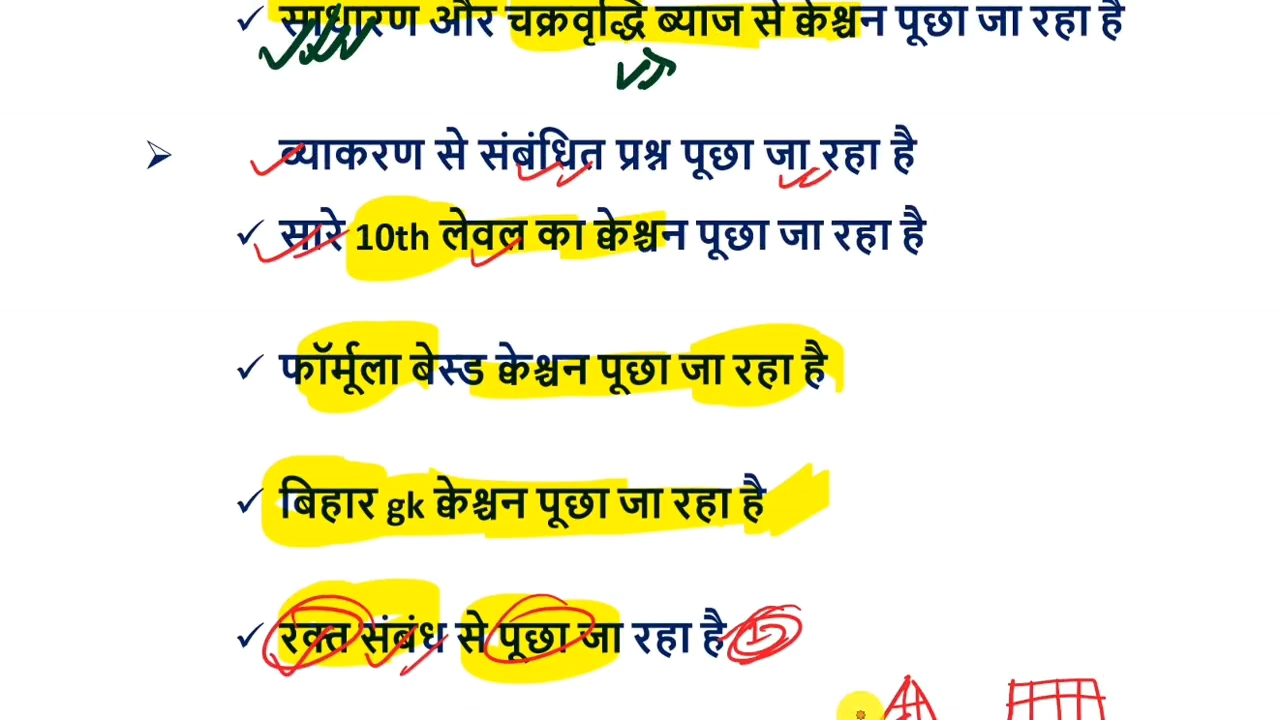 ✓ साधारण और चक्रवृद्धि ब्याज से क्वेश्चन पूछा जा रहा है
➢ व्याकरण से संबंधित प्रश्न पूछा जा रहा है
✓ सारे 10th लेवल का क्वेश्चन पूछा जा रहा है
✓ फॉर्मूला बेस्ड क्वेश्चन पूछा जा रहा है
✓ बिहार gk क्वेश्चन पूछा जा रहा है
✓ रक्त संबंध से पूछा जा रहा है